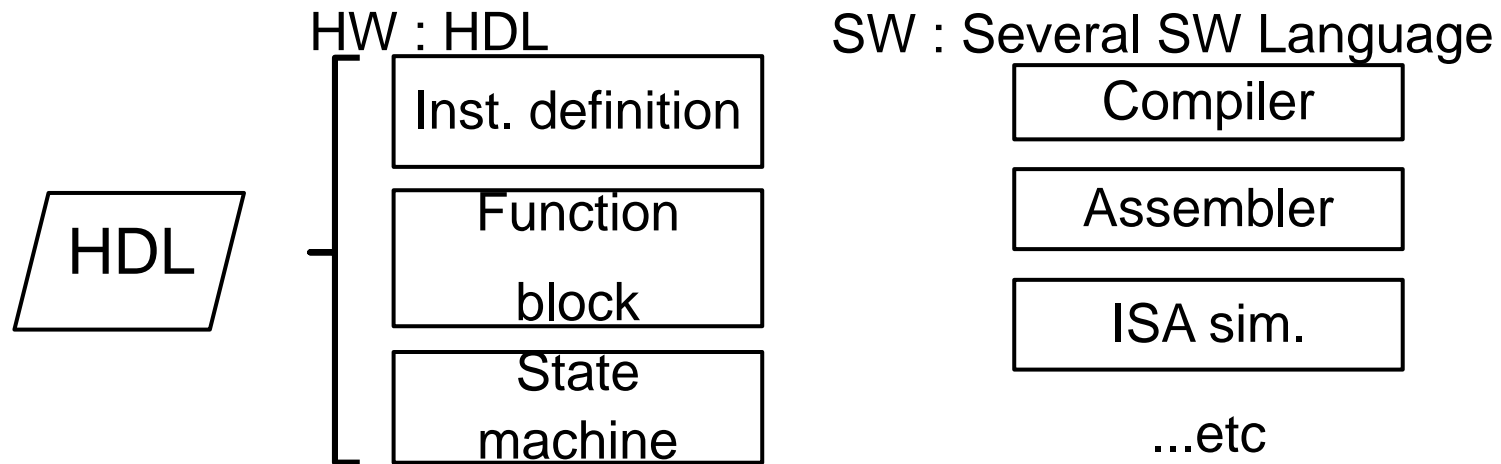 HW : HDL
SW : Several SW Language
HDL
Inst. definition
Function
block
State
machine
Compiler
Assembler
ISA sim.
...etc